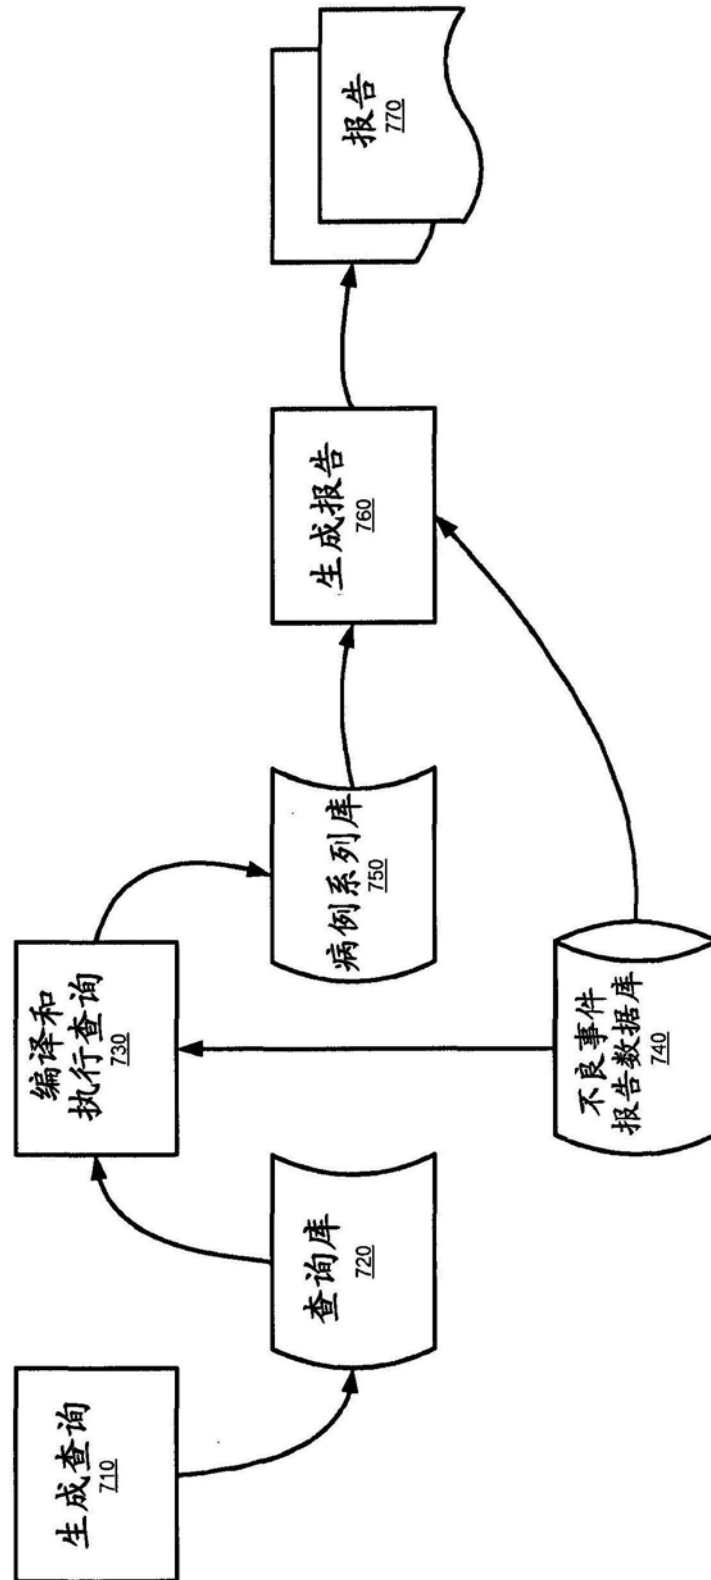 生成查询
710
查询库
720
编译和
执行查询
730
不良事件
报告数据库
740
病例系列库
750
生成报告
760
报告
770